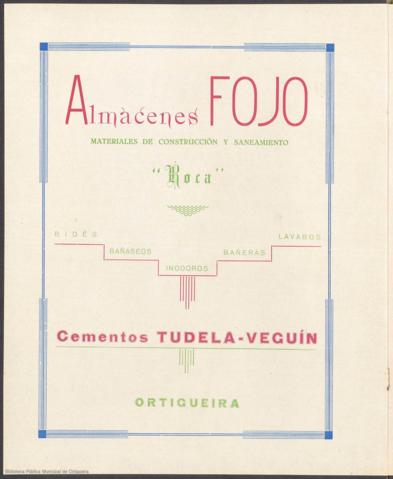 Almacenes FOJO
MATERIALES DE CONSTRUCCIÓN Y SANEAMIENTO
"Roca"
BIDÉS
BAÑASEOS
INODOROS
BAÑERAS
LAVABOS
Cementos TUDELA-VEGUÍN
ORTIGUEIRA
Biblioteca Pública Municipal de Ortigueira